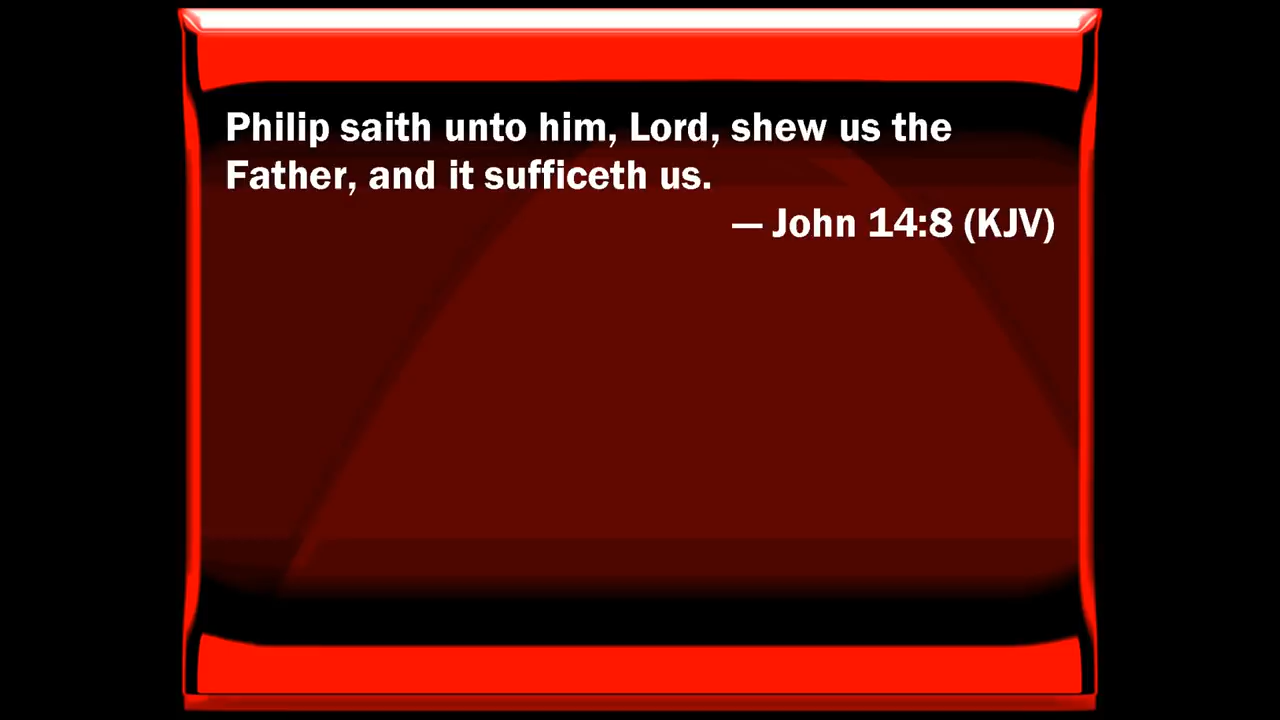 Philip saith unto him, Lord, shew us the
Father, and it sufficeth us.
— John 14:8 (KJV)